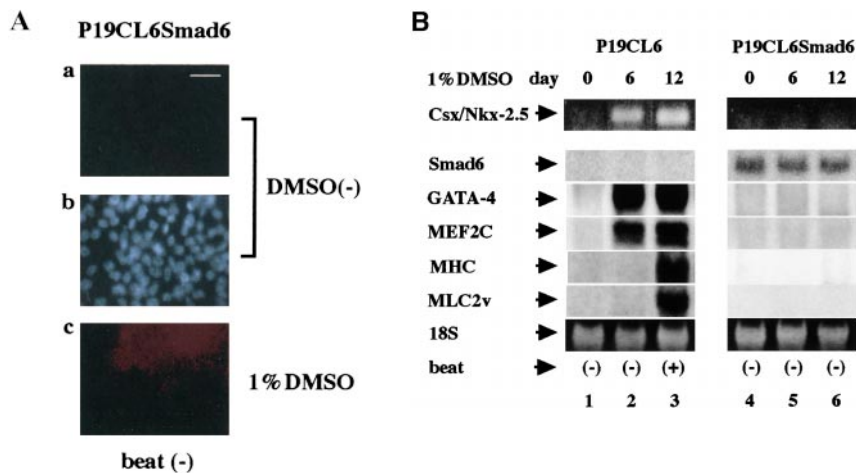 A
P19CL6Smad6
a
b
DMSO(-)
c
1% DMSO
beat (-)
B
P19CL6 P19CL6Smad6
1% DMSO day 0 6 12 0 6 12
Csx/Nkx-2.5
Smad6
GATA-4
MEF2C
MHC
MLC2v
18S
beat (-) (-) (+) (-) (-) (-)
1 2 3 4 5 6